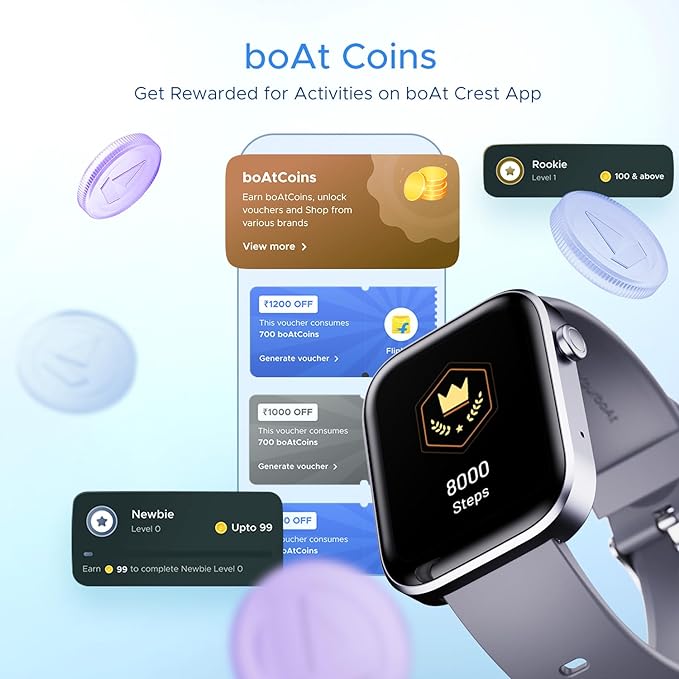 boAt Coins
Get Rewarded for Activities on boAt Crest App
boAtCoins
Earn boAtCoins, unlock
vouchers and Shop from
various brands
View more >
Rookie
Level 1
100 & above
₹1200 OFF
This voucher consumes
700 boAtCoins
Generate voucher >
₹1000 OFF
This voucher consumes
700 boAtCoins
Generate voucher >
OFF
voucher consumes
boAtCoins
Newbie
Level 0
Upto 99
Earn 99 to complete Newbie Level 0
8000
Steps